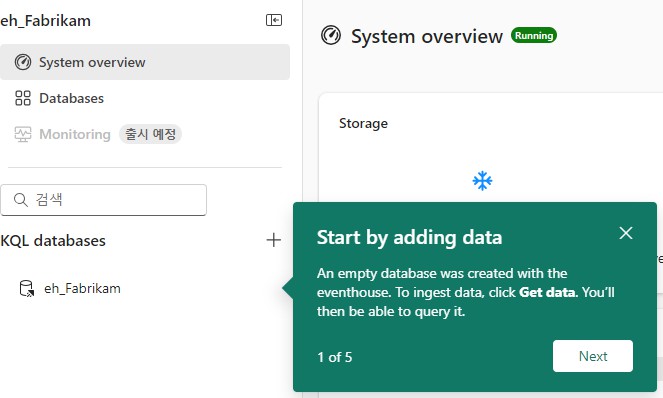 eh_Fabrikam
System overview
Databases
Monitoring 출시 예정
검색
KQL databases
eh_Fabrikam
System overview Running
Storage
Start by adding data
An empty database was created with the
eventhouse. To ingest data, click Get data. You’ll
then be able to query it.
1 of 5
Next